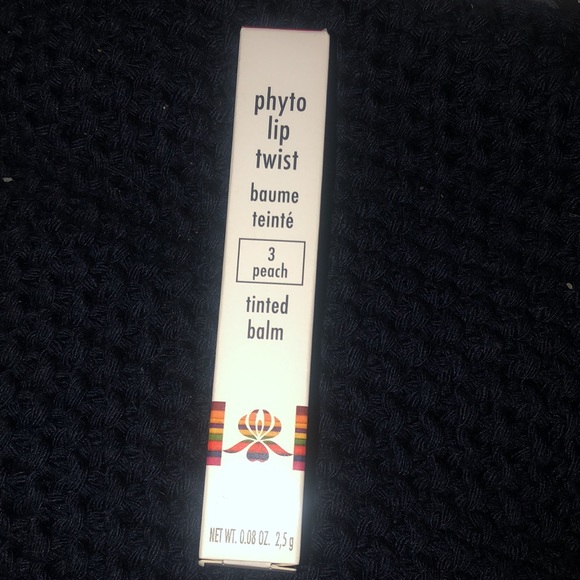 phyto
lip
twist
baume
teinté
3
peach
tinted
balm
NET WT. 0.08 OZ. 2,5 g